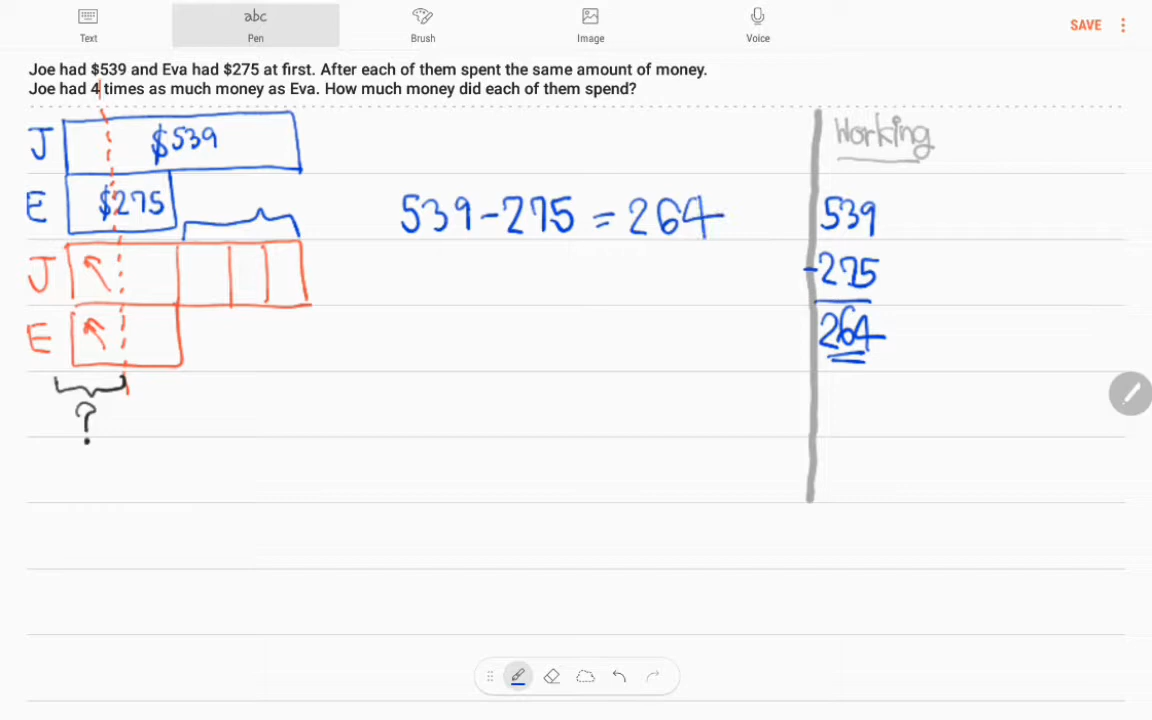 Text
abc
Pen
Brush
Image
Voice
SAVE
Joe had $539 and Eva had $275 at first. After each of them spent the same amount of money.
Joe had 4 times as much money as Eva. How much money did each of them spend?
J $539
E $275
J
E
?
539-275 = 264
Working
539
-275
264